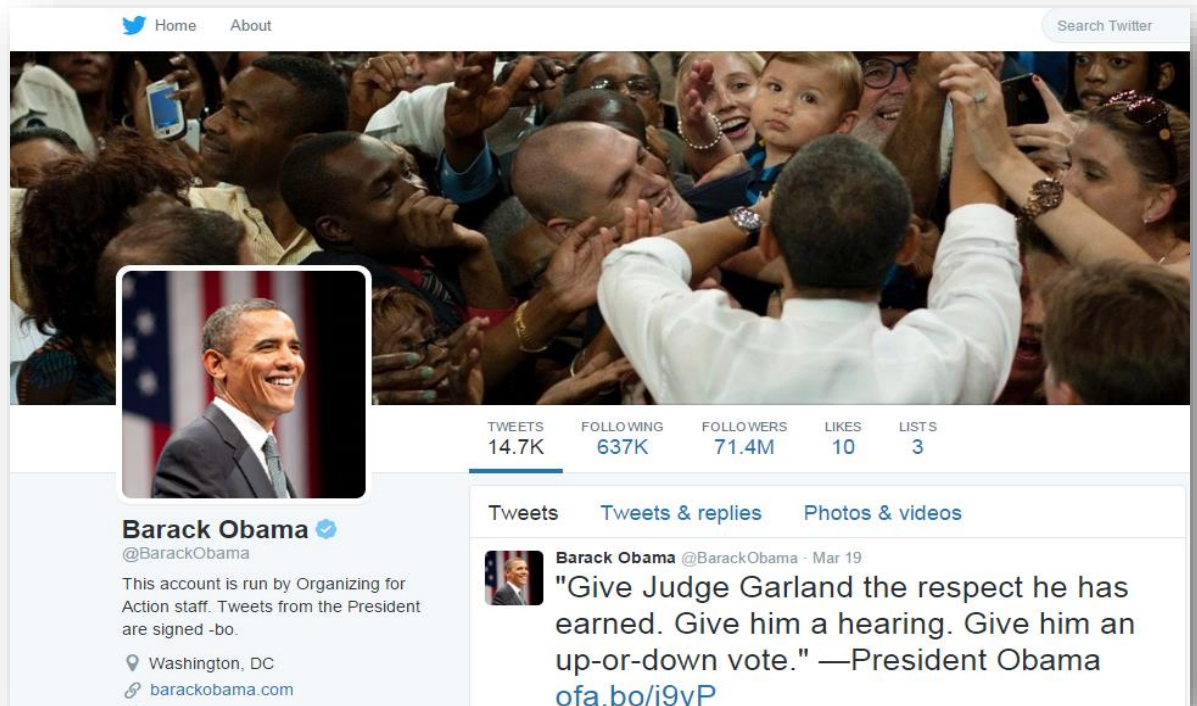 Home About Search Twitter
TWEETS FOLLOWING FOLLOWERS LIKES LISTS
14.7K 637K 71.4M 10 3
Barack Obama
@BarackObama
This account is run by Organizing for
Action staff. Tweets from the President
are signed -bo.
Washington, DC
barackobama.com
Tweets Tweets & replies Photos & videos
Barack Obama @BarackObama · Mar 19
"Give Judge Garland the respect he has
earned. Give him a hearing. Give him an
up-or-down vote." —President Obama